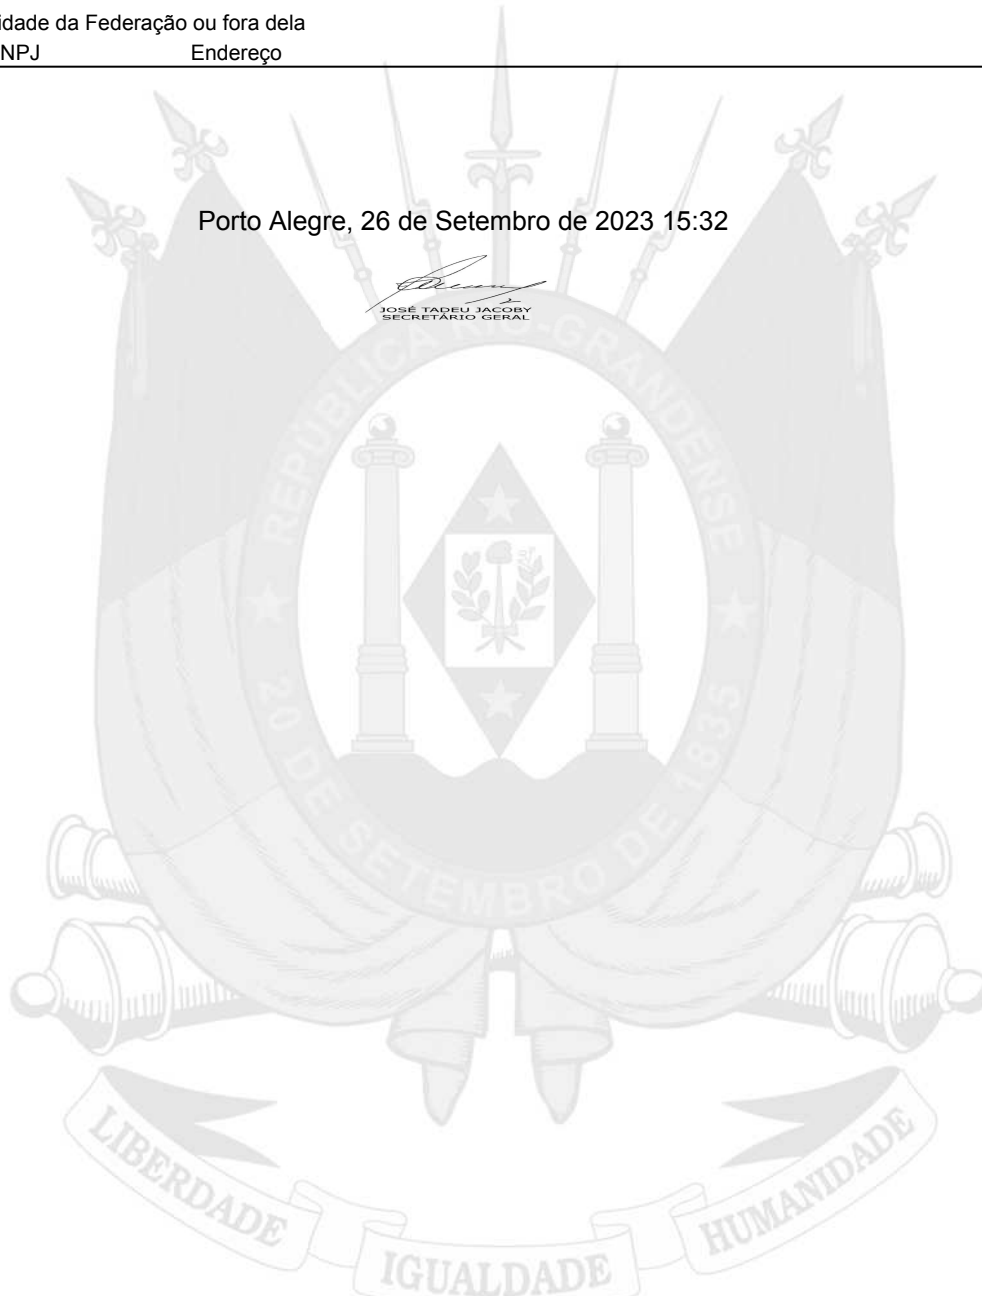 idade da Federação ou fora dela
NPJ Endereço
Porto Alegre, 26 de Setembro de 2023 15:32
JOSÉ TADEU JACOBY
SECRETÁRIO GERAL
REPÚBLICA RIO-GRANDENSE
20 DE SETEMBRO DE 1835
LIBERDADE
IGUALDADE
HUMANIDADE